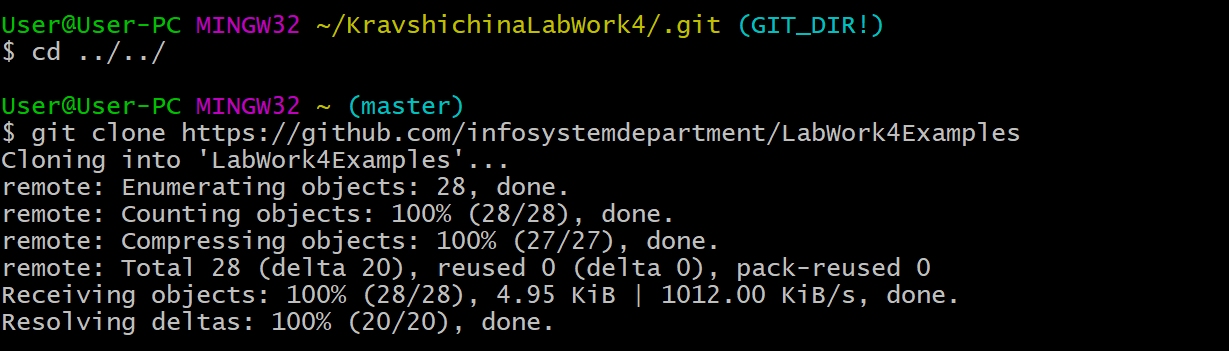 User@User-PC MINGW32 ~/KravshichinaLabWork4/.git (GIT_DIR!)
$ cd ../../
User@User-PC MINGW32 ~ (master)
$ git clone https://github.com/infosystemdepartment/LabWork4Examples
Cloning into 'LabWork4Examples'...
remote: Enumerating objects: 28, done.
remote: Counting objects: 100% (28/28), done.
remote: Compressing objects: 100% (27/27), done.
remote: Total 28 (delta 20), reused 0 (delta 0), pack-reused 0
Receiving objects: 100% (28/28), 4.95 KiB | 1012.00 KiB/s, done.
Resolving deltas: 100% (20/20), done.